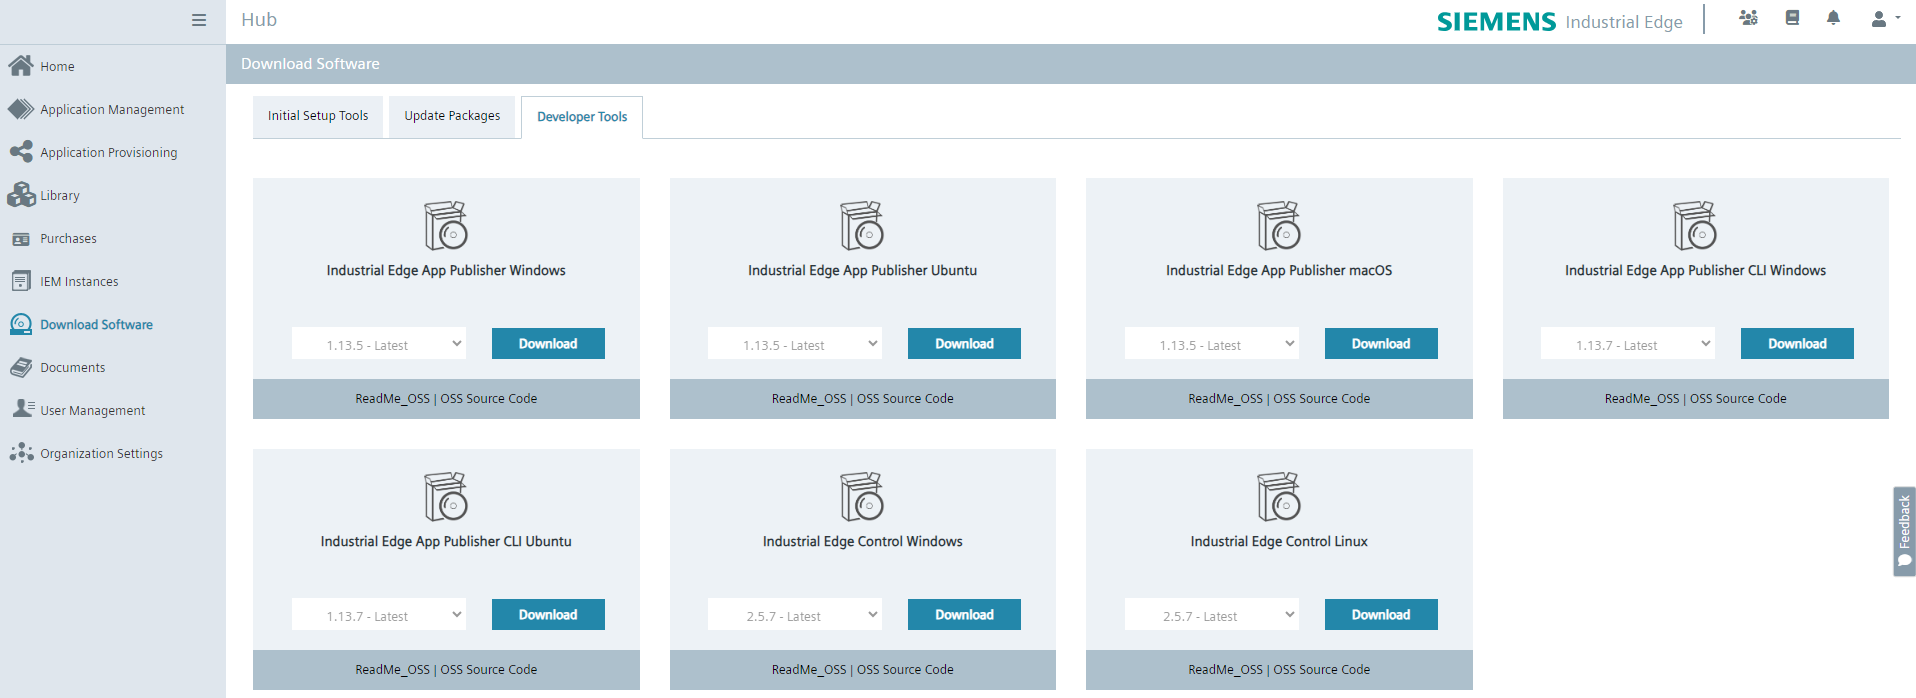 Hub
SIEMENS Industrial Edge
Home
Application Management
Application Provisioning
Library
Purchases
IEM Instances
Download Software
Documents
User Management
Organization Settings
Download Software
Initial Setup Tools
Update Packages
Developer Tools
Industrial Edge App Publisher Windows
1.13.5 - Latest
Download
ReadMe_OSS | OSS Source Code
Industrial Edge App Publisher Ubuntu
1.13.5 - Latest
Download
ReadMe_OSS | OSS Source Code
Industrial Edge App Publisher macOS
1.13.5 - Latest
Download
ReadMe_OSS | OSS Source Code
Industrial Edge App Publisher CLI Windows
1.13.7 - Latest
Download
ReadMe_OSS | OSS Source Code
Industrial Edge App Publisher CLI Ubuntu
1.13.7 - Latest
Download
ReadMe_OSS | OSS Source Code
Industrial Edge Control Windows
2.5.7 - Latest
Download
ReadMe_OSS | OSS Source Code
Industrial Edge Control Linux
2.5.7 - Latest
Download
ReadMe_OSS | OSS Source Code
Feedback